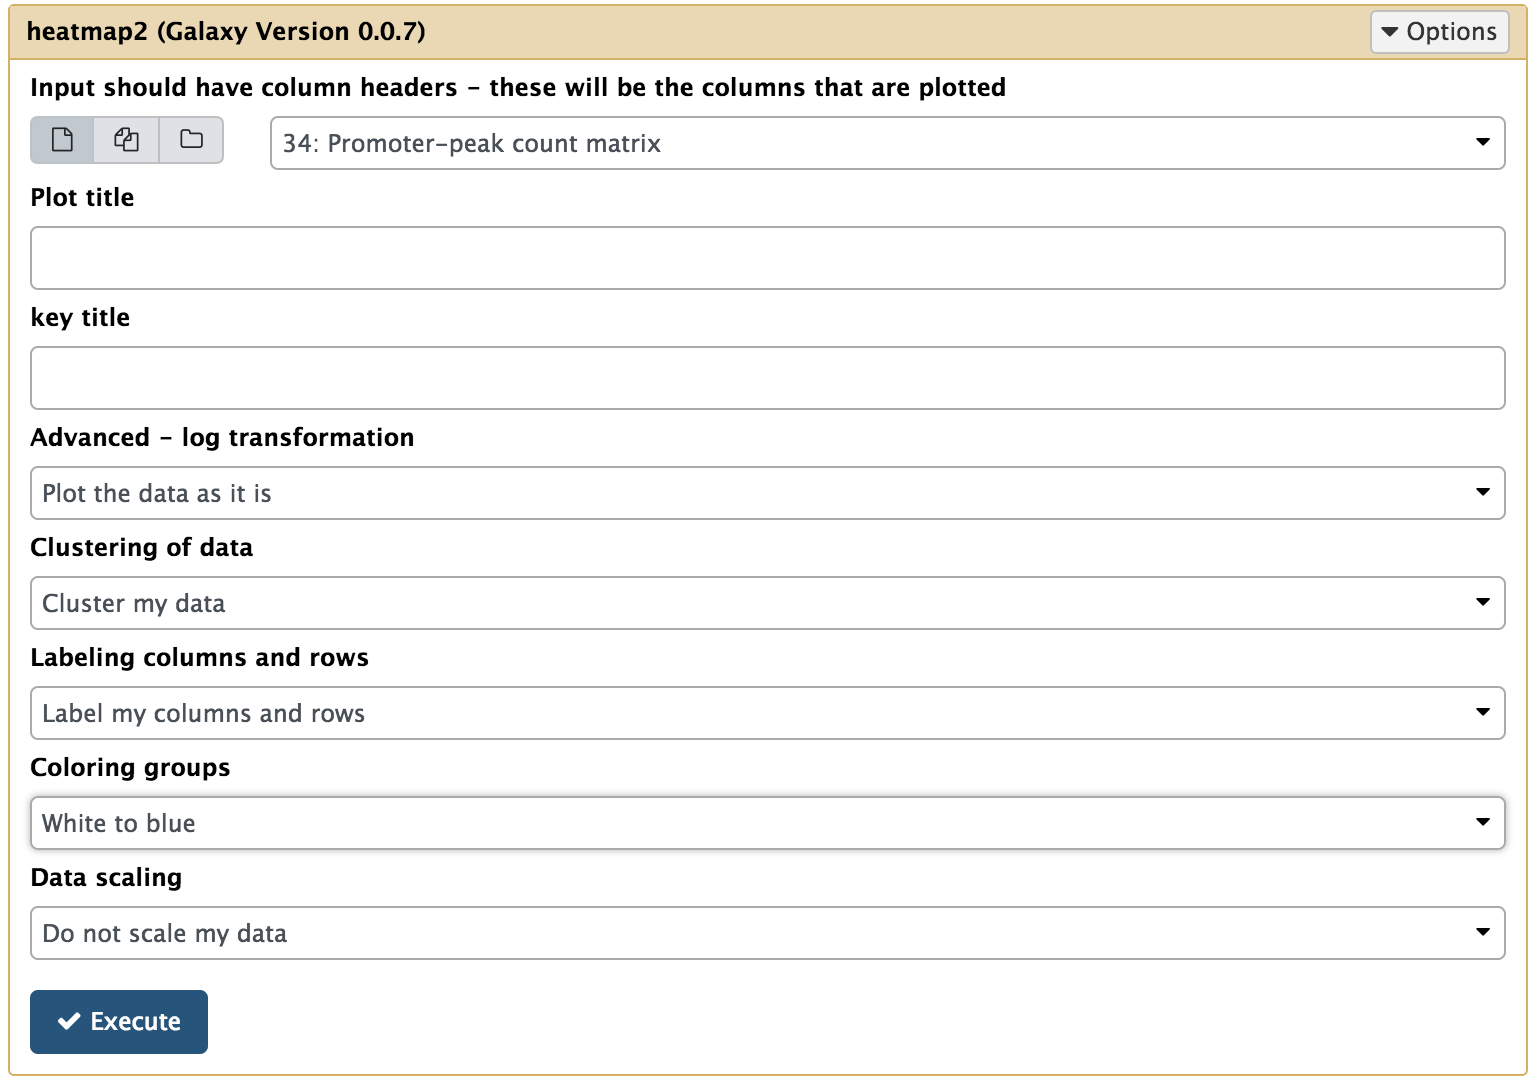 heatmap2 (Galaxy Version 0.0.7)
Options
Input should have column headers - these will be the columns that are plotted
34: Promoter-peak count matrix
Plot title
key title
Advanced - log transformation
Plot the data as it is
Clustering of data
Cluster my data
Labeling columns and rows
Label my columns and rows
Coloring groups
White to blue
Data scaling
Do not scale my data
Execute